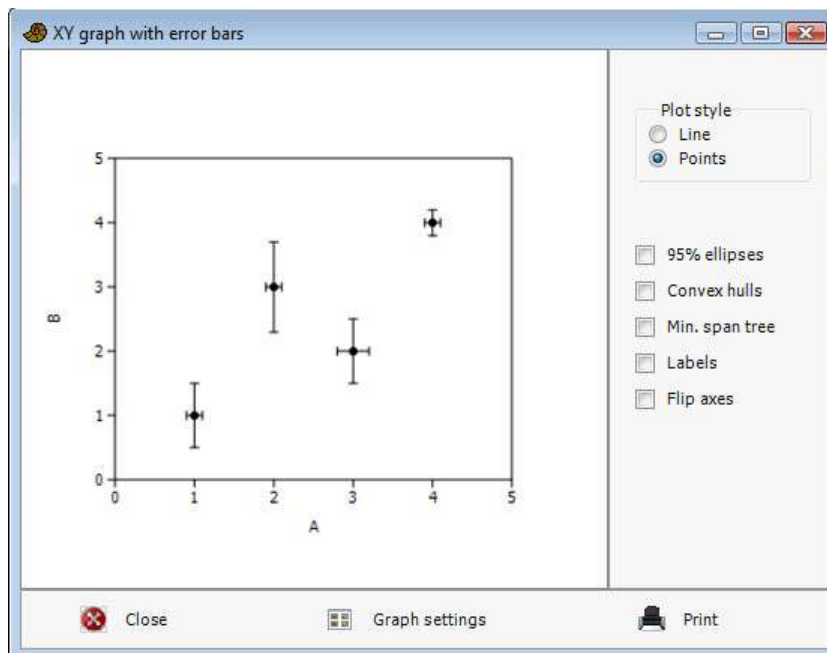 XY graph with error bars
Plot style
Line
Points
95% ellipses
Convex hulls
Min. span tree
Labels
Flip axes
5
4
3
2
1
0
B
0 1 2 3 4 5
A
Close Graph settings Print